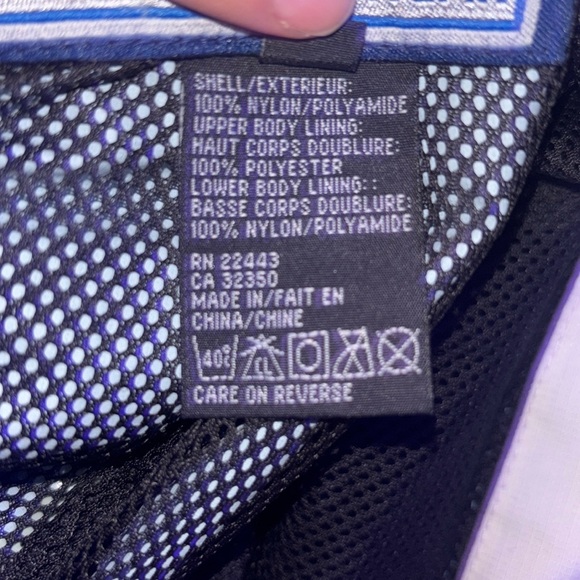 SHELL/EXTERIEUR:
100% NYLON/POLYAMIDE
UPPER BODY LINING:
HAUT CORPS DOUBLURE:
100% POLYESTER
LOWER BODY LINING: :
BASSE CORPS DOUBLURE:
100% NYLON/POLYAMIDE
RN 22443
CA 32350
MADE IN/FAIT EN
CHINA/CHINE
40° CL
CARE ON REVERSE